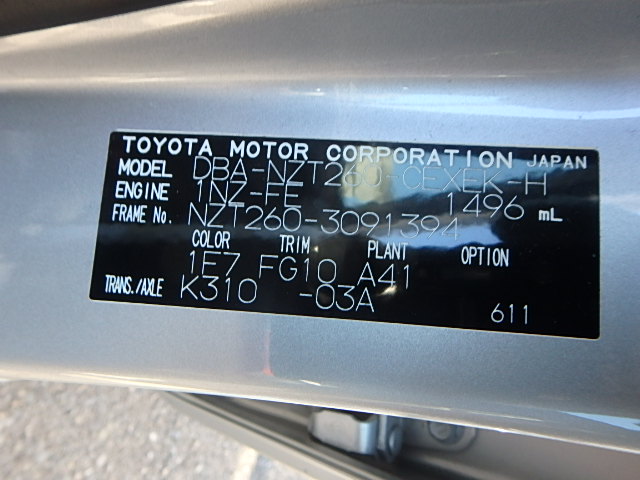 TOYOTA MOTOR CORPORATION JAPAN
MODEL DBA-NZT260-CEXEK-H
ENGINE 1NZ-FE 1496 mL
FRAME No. NZT260-3091394
COLOR TRIM PLANT OPTION
1F7 FG10 A41
TRANS./AXLE K310 -03A
611